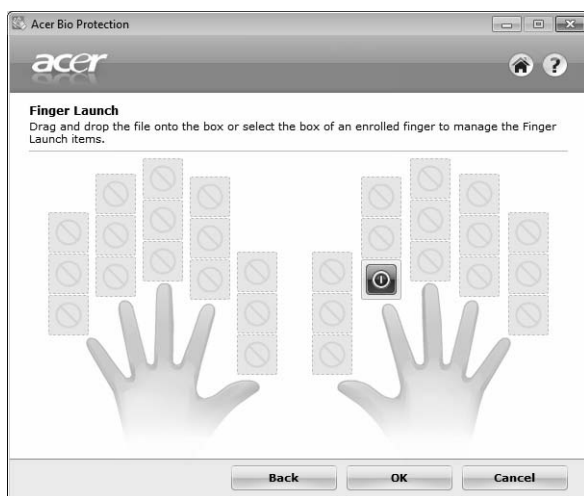 Acer Bio Protection
acer
?
Finger Launch
Drag and drop the file onto the box or select the box of an enrolled finger to manage the Finger
Launch items.
Back OK Cancel